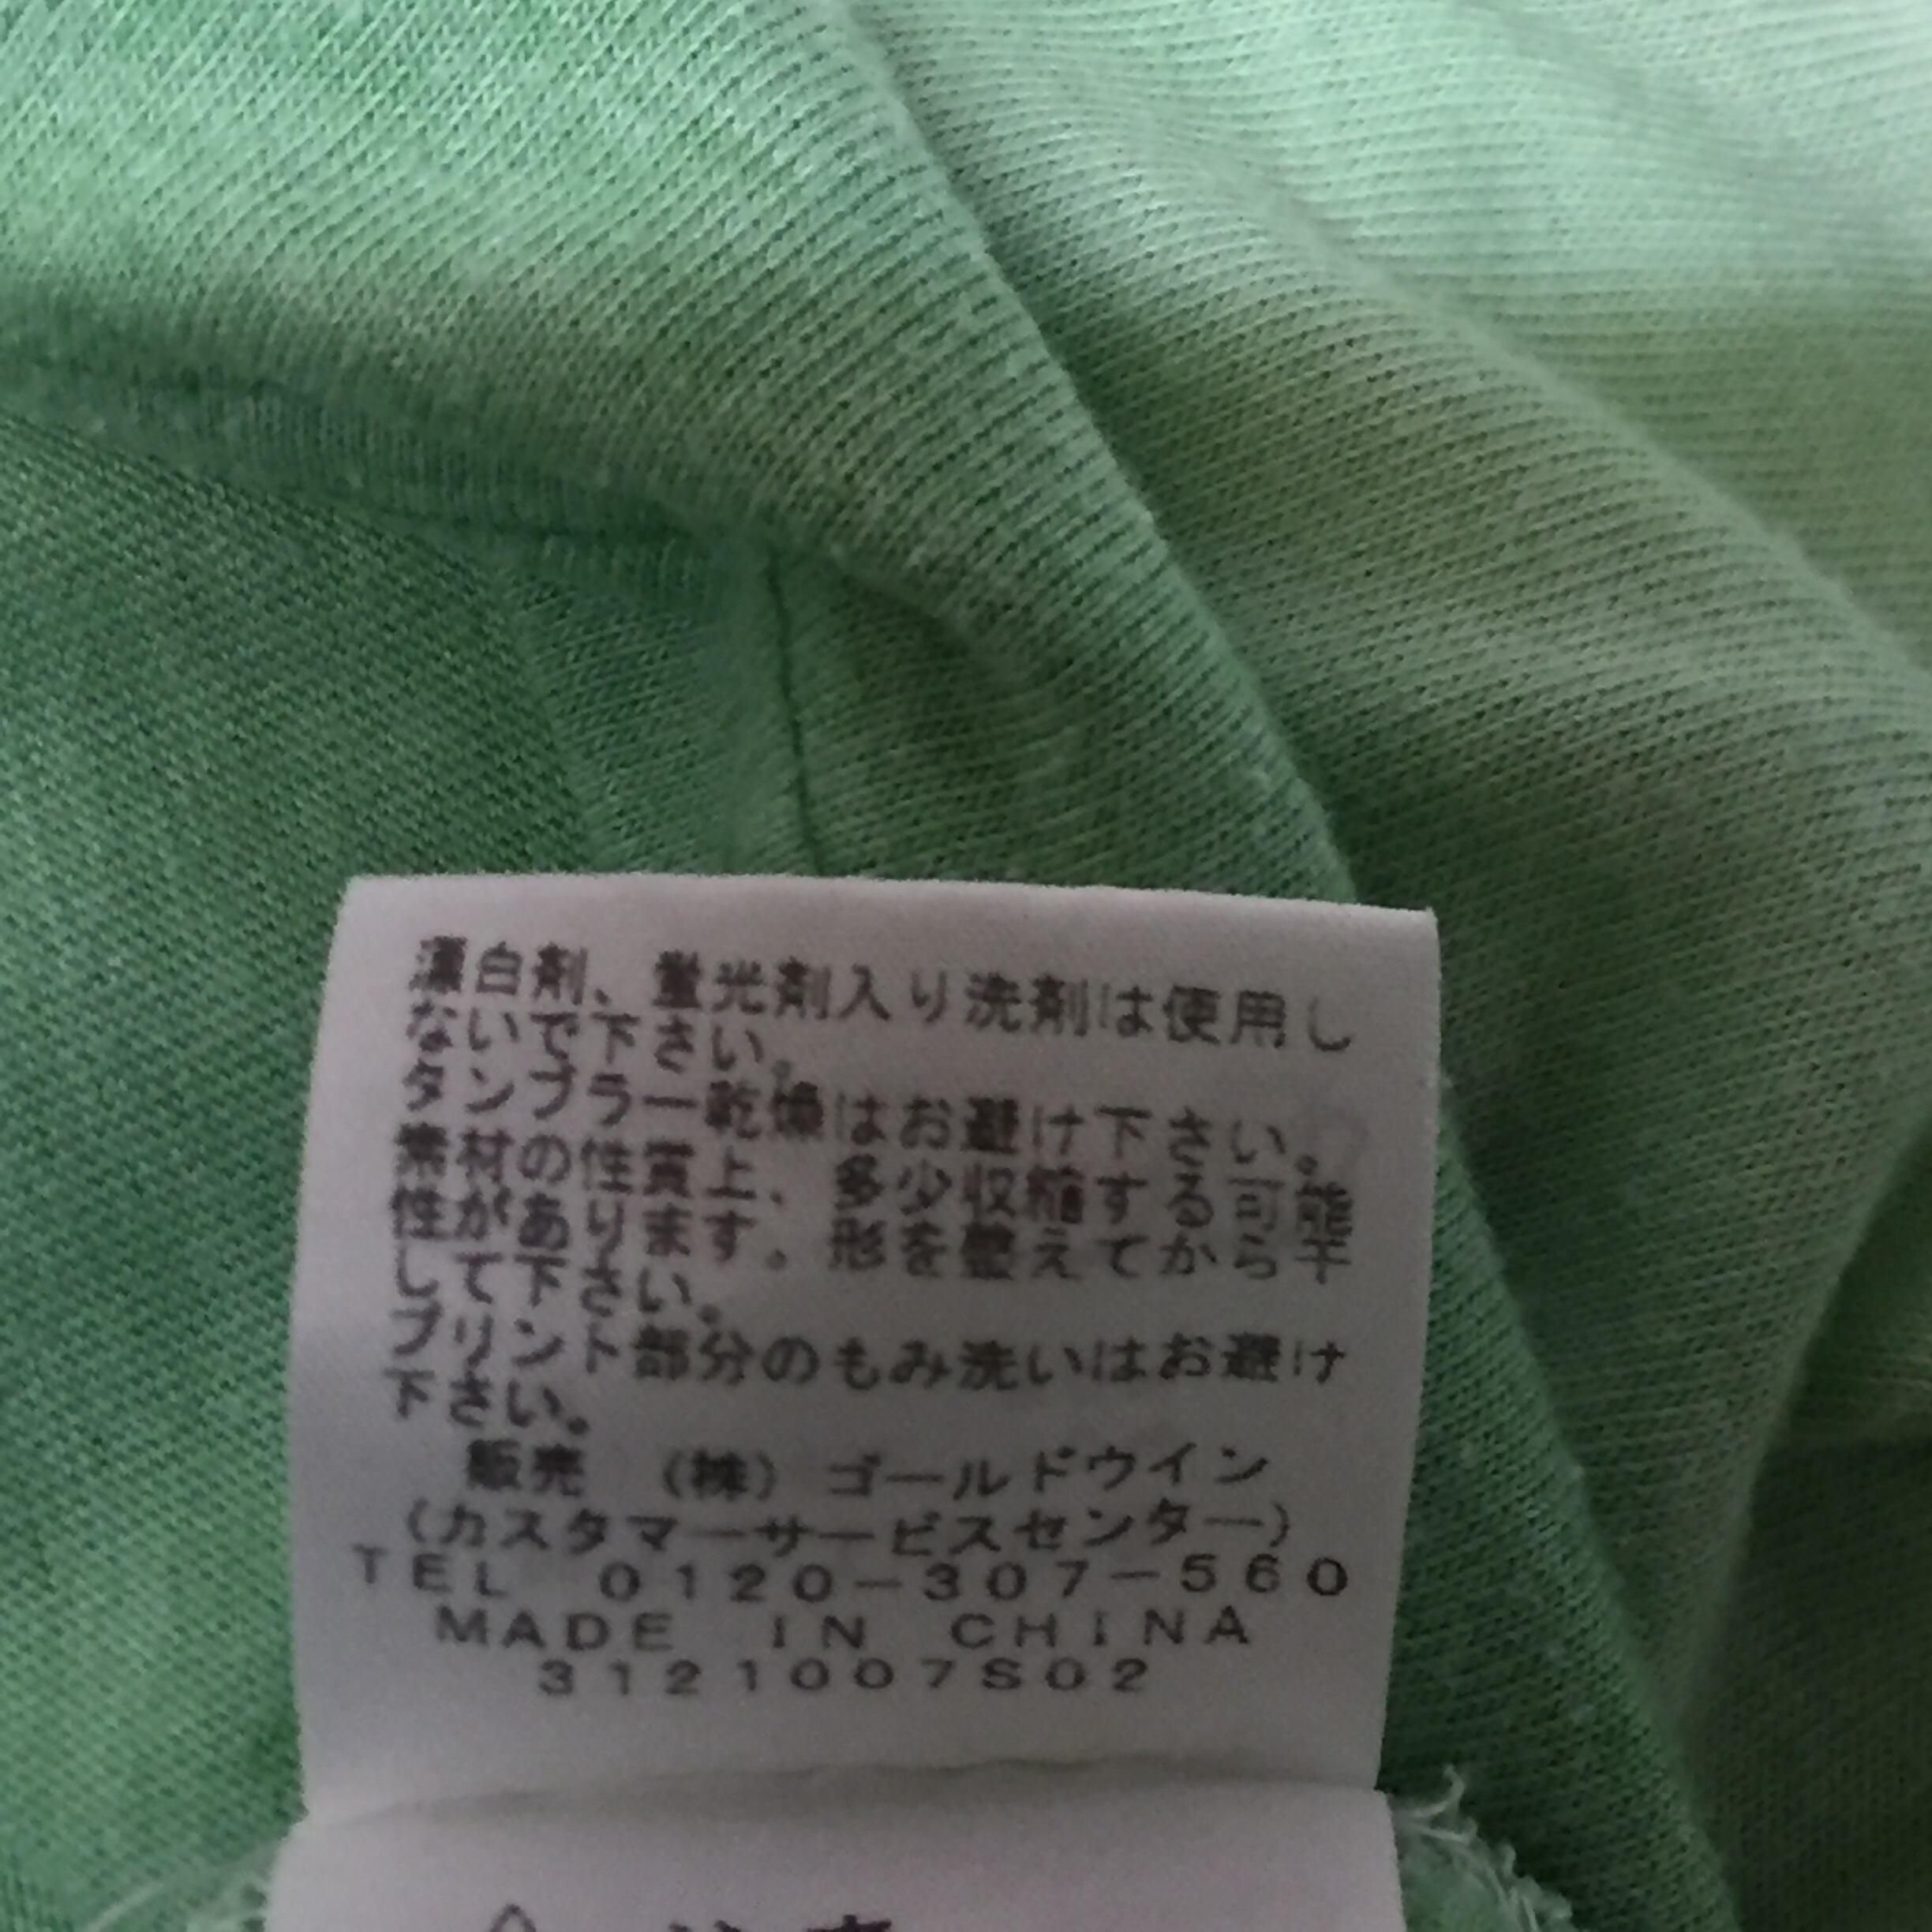 漂白剤、蛍光剤入り洗剤は使用し
ないで下さい。
タンブラー乾燥はお避け下さい。
素材の性質上、多少収縮する可能
性があります。形を整えてから干
して下さい。
プリント部分のもみ洗いはお避け
下さい。
販売 (株) ゴールドウイン
(カスタマーサービスセンター)
TEL 0120-307-560
MADE IN CHINA
3121007S02